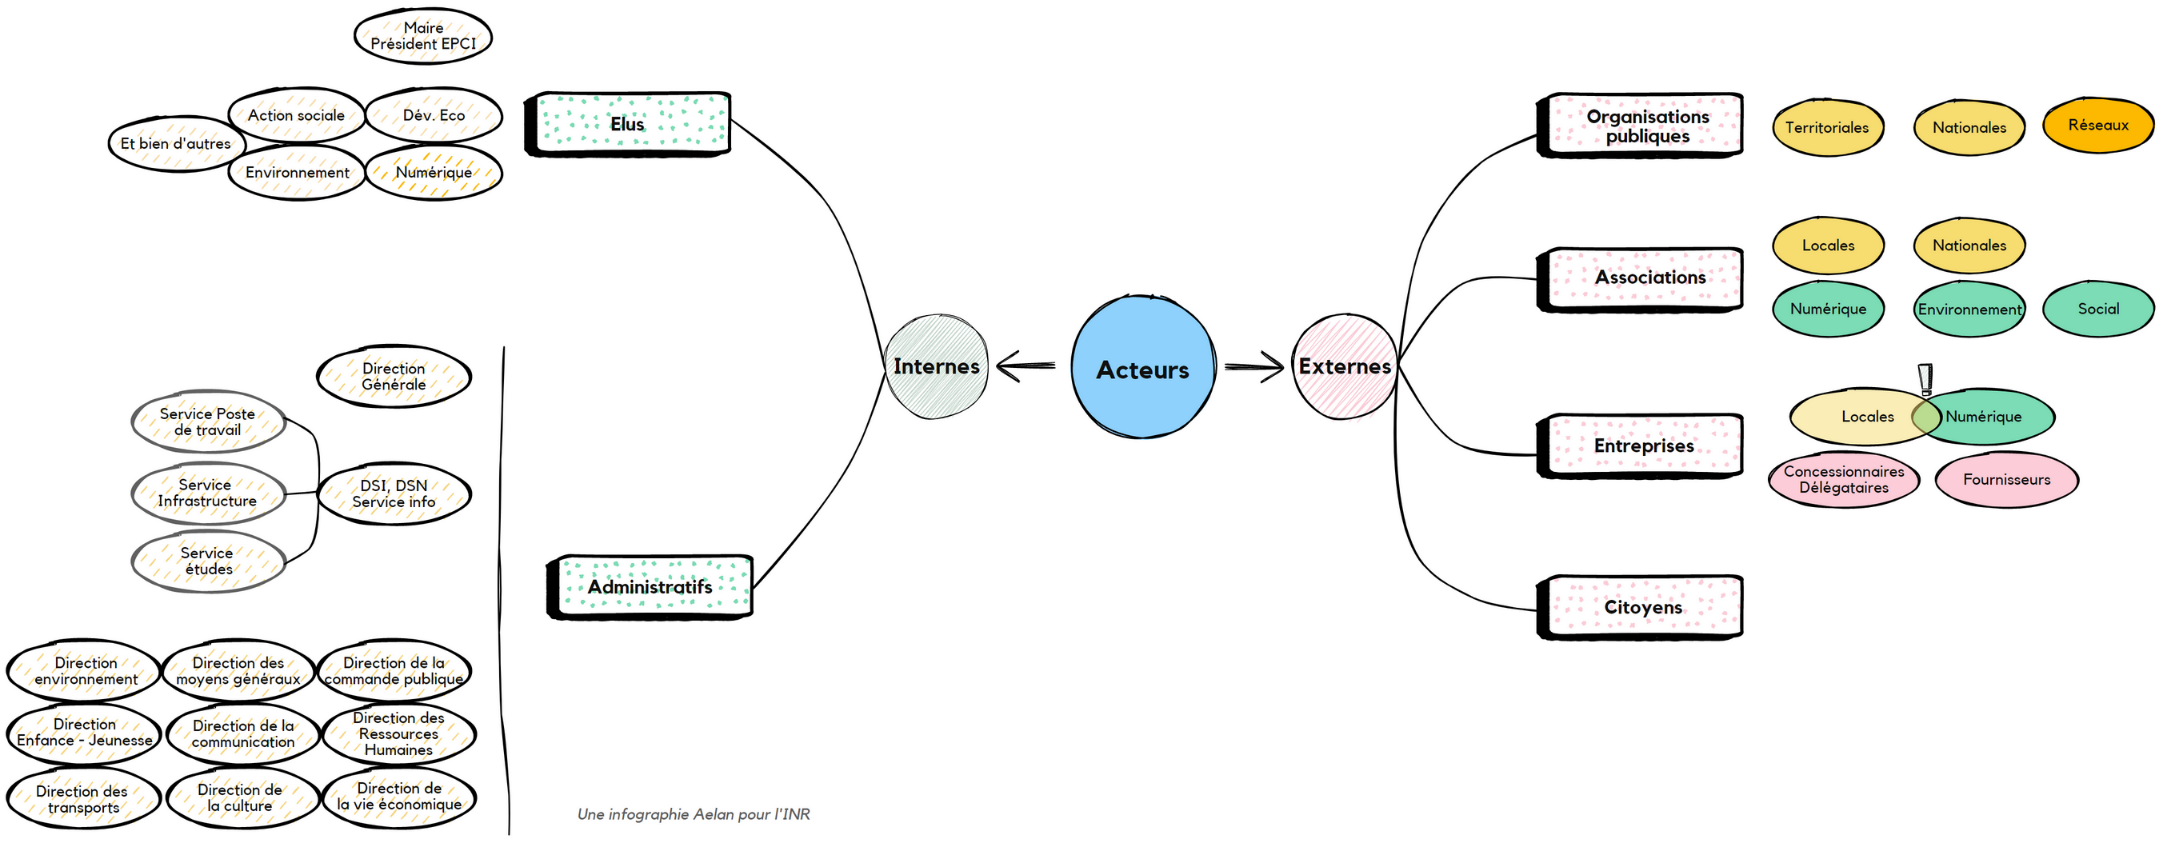 Maire
Président EPCI
Action sociale
Dév. Eco
Et bien d'autres
Environnement
Numérique
Elus
Direction
Générale
Service Poste
de travail
Service
Infrastructure
DSI, DSN
Service info
Service
études
Administratifs
Direction
environnement
Direction des
moyens généraux
Direction de la
commande publique
Direction
Enfance - Jeunesse
Direction de la
communication
Direction des
Ressources
Humaines
Direction des
transports
Direction de
la culture
Direction de
la vie économique
Internes
Acteurs
Externes
Organisations
publiques
Territoriales
Nationales
Réseaux
Associations
Locales
Nationales
Numérique
Environnement
Social
Entreprises
!
Locales
Numérique
Concessionnaires
Délégataires
Fournisseurs
Citoyens
Une infographie Aelan pour l'INR